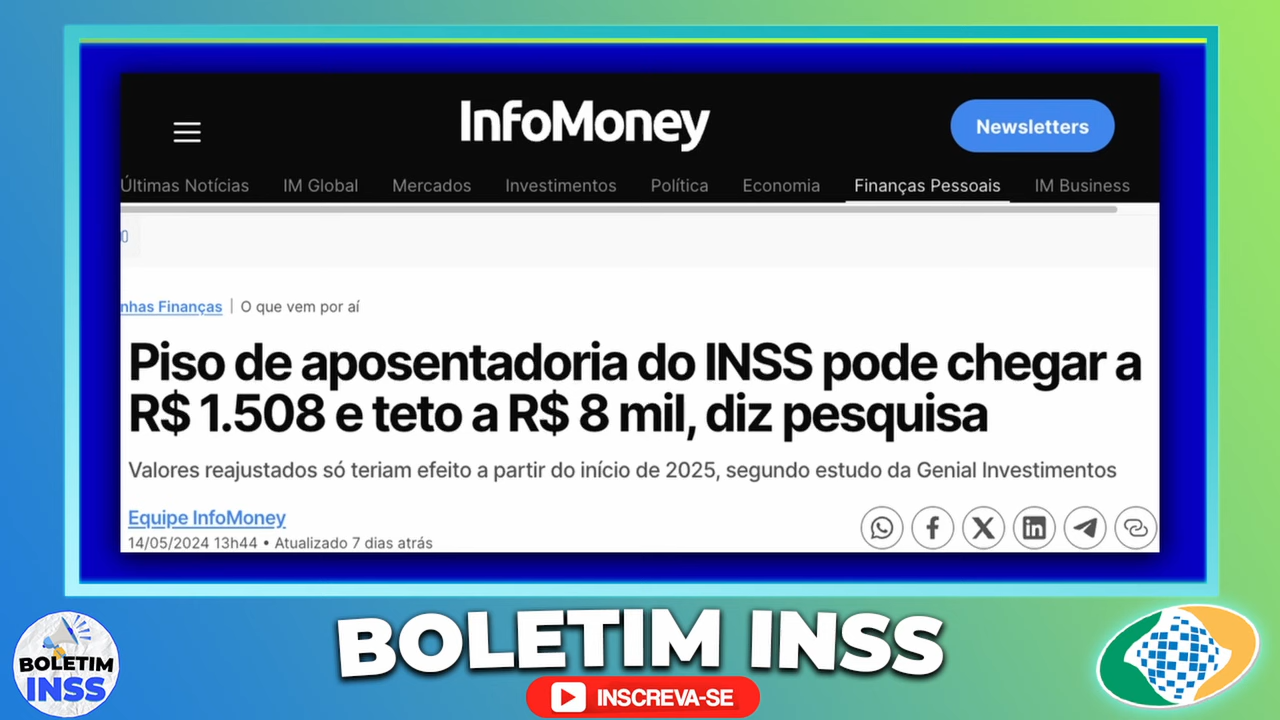 InfoMoney
Newsletters
Últimas Notícias IM Global Mercados Investimentos Política Economia Finanças Pessoais IM Business
0
nhas Finanças | O que vem por aí
Piso de aposentadoria do INSS pode chegar a
R$ 1.508 e teto a R$ 8 mil, diz pesquisa
Valores reajustados só teriam efeito a partir do início de 2025, segundo estudo da Genial Investimentos
Equipe InfoMoney
14/05/2024 13h44 • Atualizado 7 dias atrás
BOLETIM INSS
INSCREVA-SE
BOLETIM
INSS